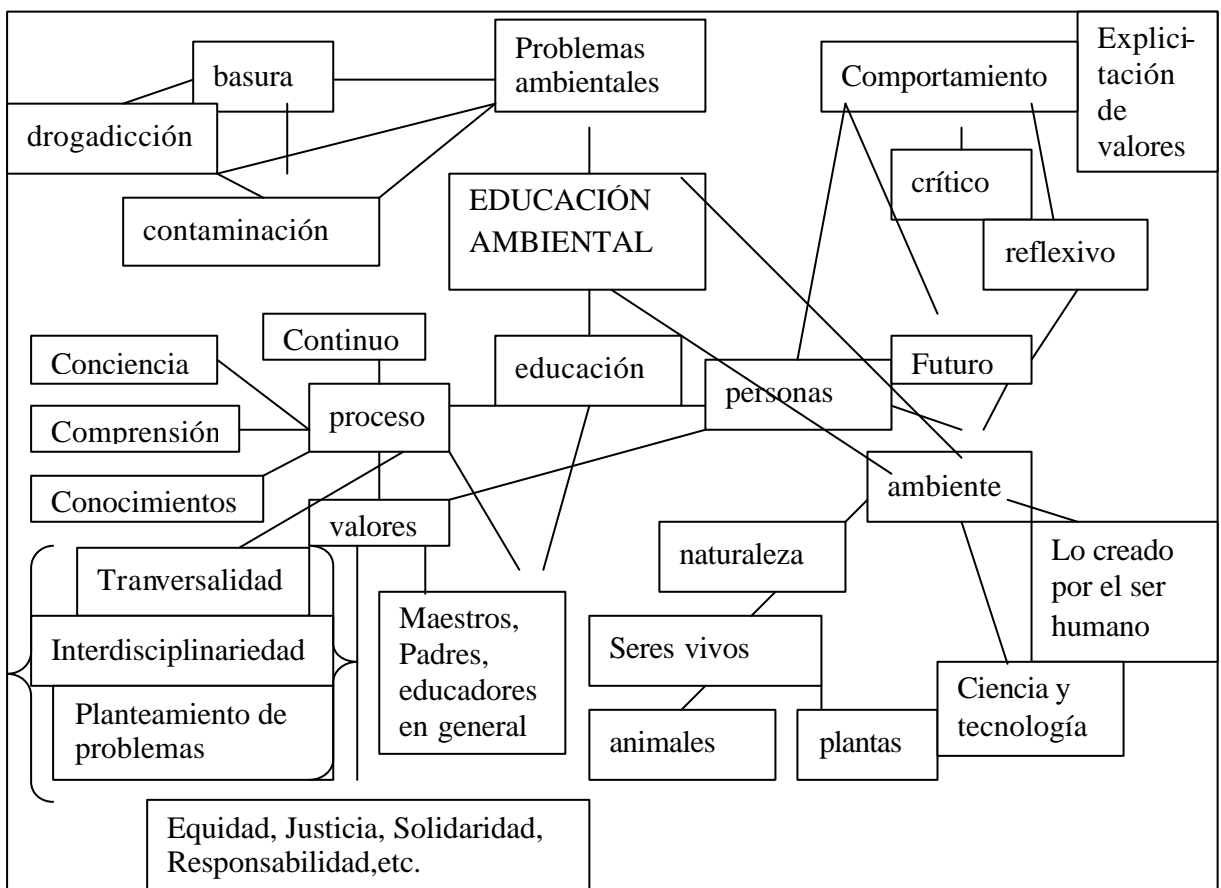 Problemas
ambientales
basura
drogadicción
contaminación
Comportamiento
Explici-
tación
de
valores
crítico
reflexivo
EDUCACIÓN
AMBIENTAL
Continuo
educación
Futuro
Conciencia
personas
proceso
Comprensión
Conocimientos
valores
ambiente
naturaleza
Lo creado
por el ser
humano
Tranversalidad
Interdisciplinariedad
Planteamiento de
problemas
Maestros,
Padres,
educadores
en general
Seres vivos
animales
plantas
Ciencia y
tecnología
Equidad, Justicia, Solidaridad,
Responsabilidad,etc.